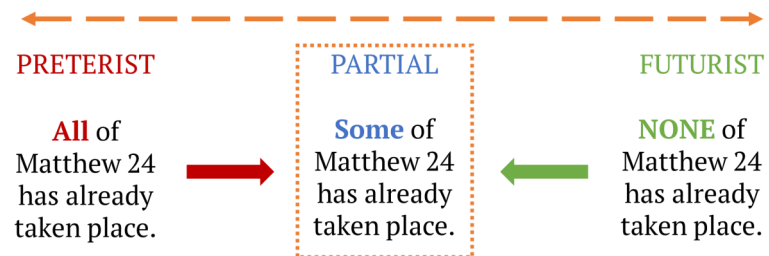 PRETERIST
All of
Matthew 24
has already
taken place.
PARTIAL
Some of
Matthew 24
has already
taken place.
FUTURIST
NONE of
Matthew 24
has already
taken place.